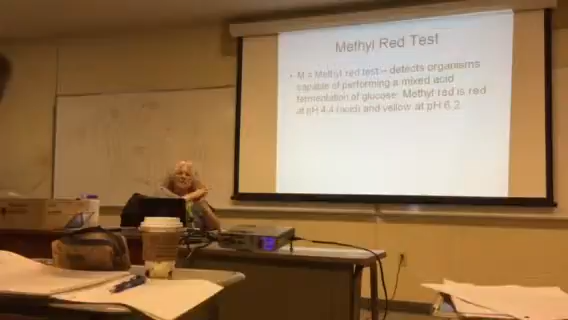 Methyl Red Test
• M = Methyl red test – detects organisms
capable of performing a mixed acid
fermentation of glucose. Methyl red is red
at pH 4.4 (acid) and yellow at pH 6.2.